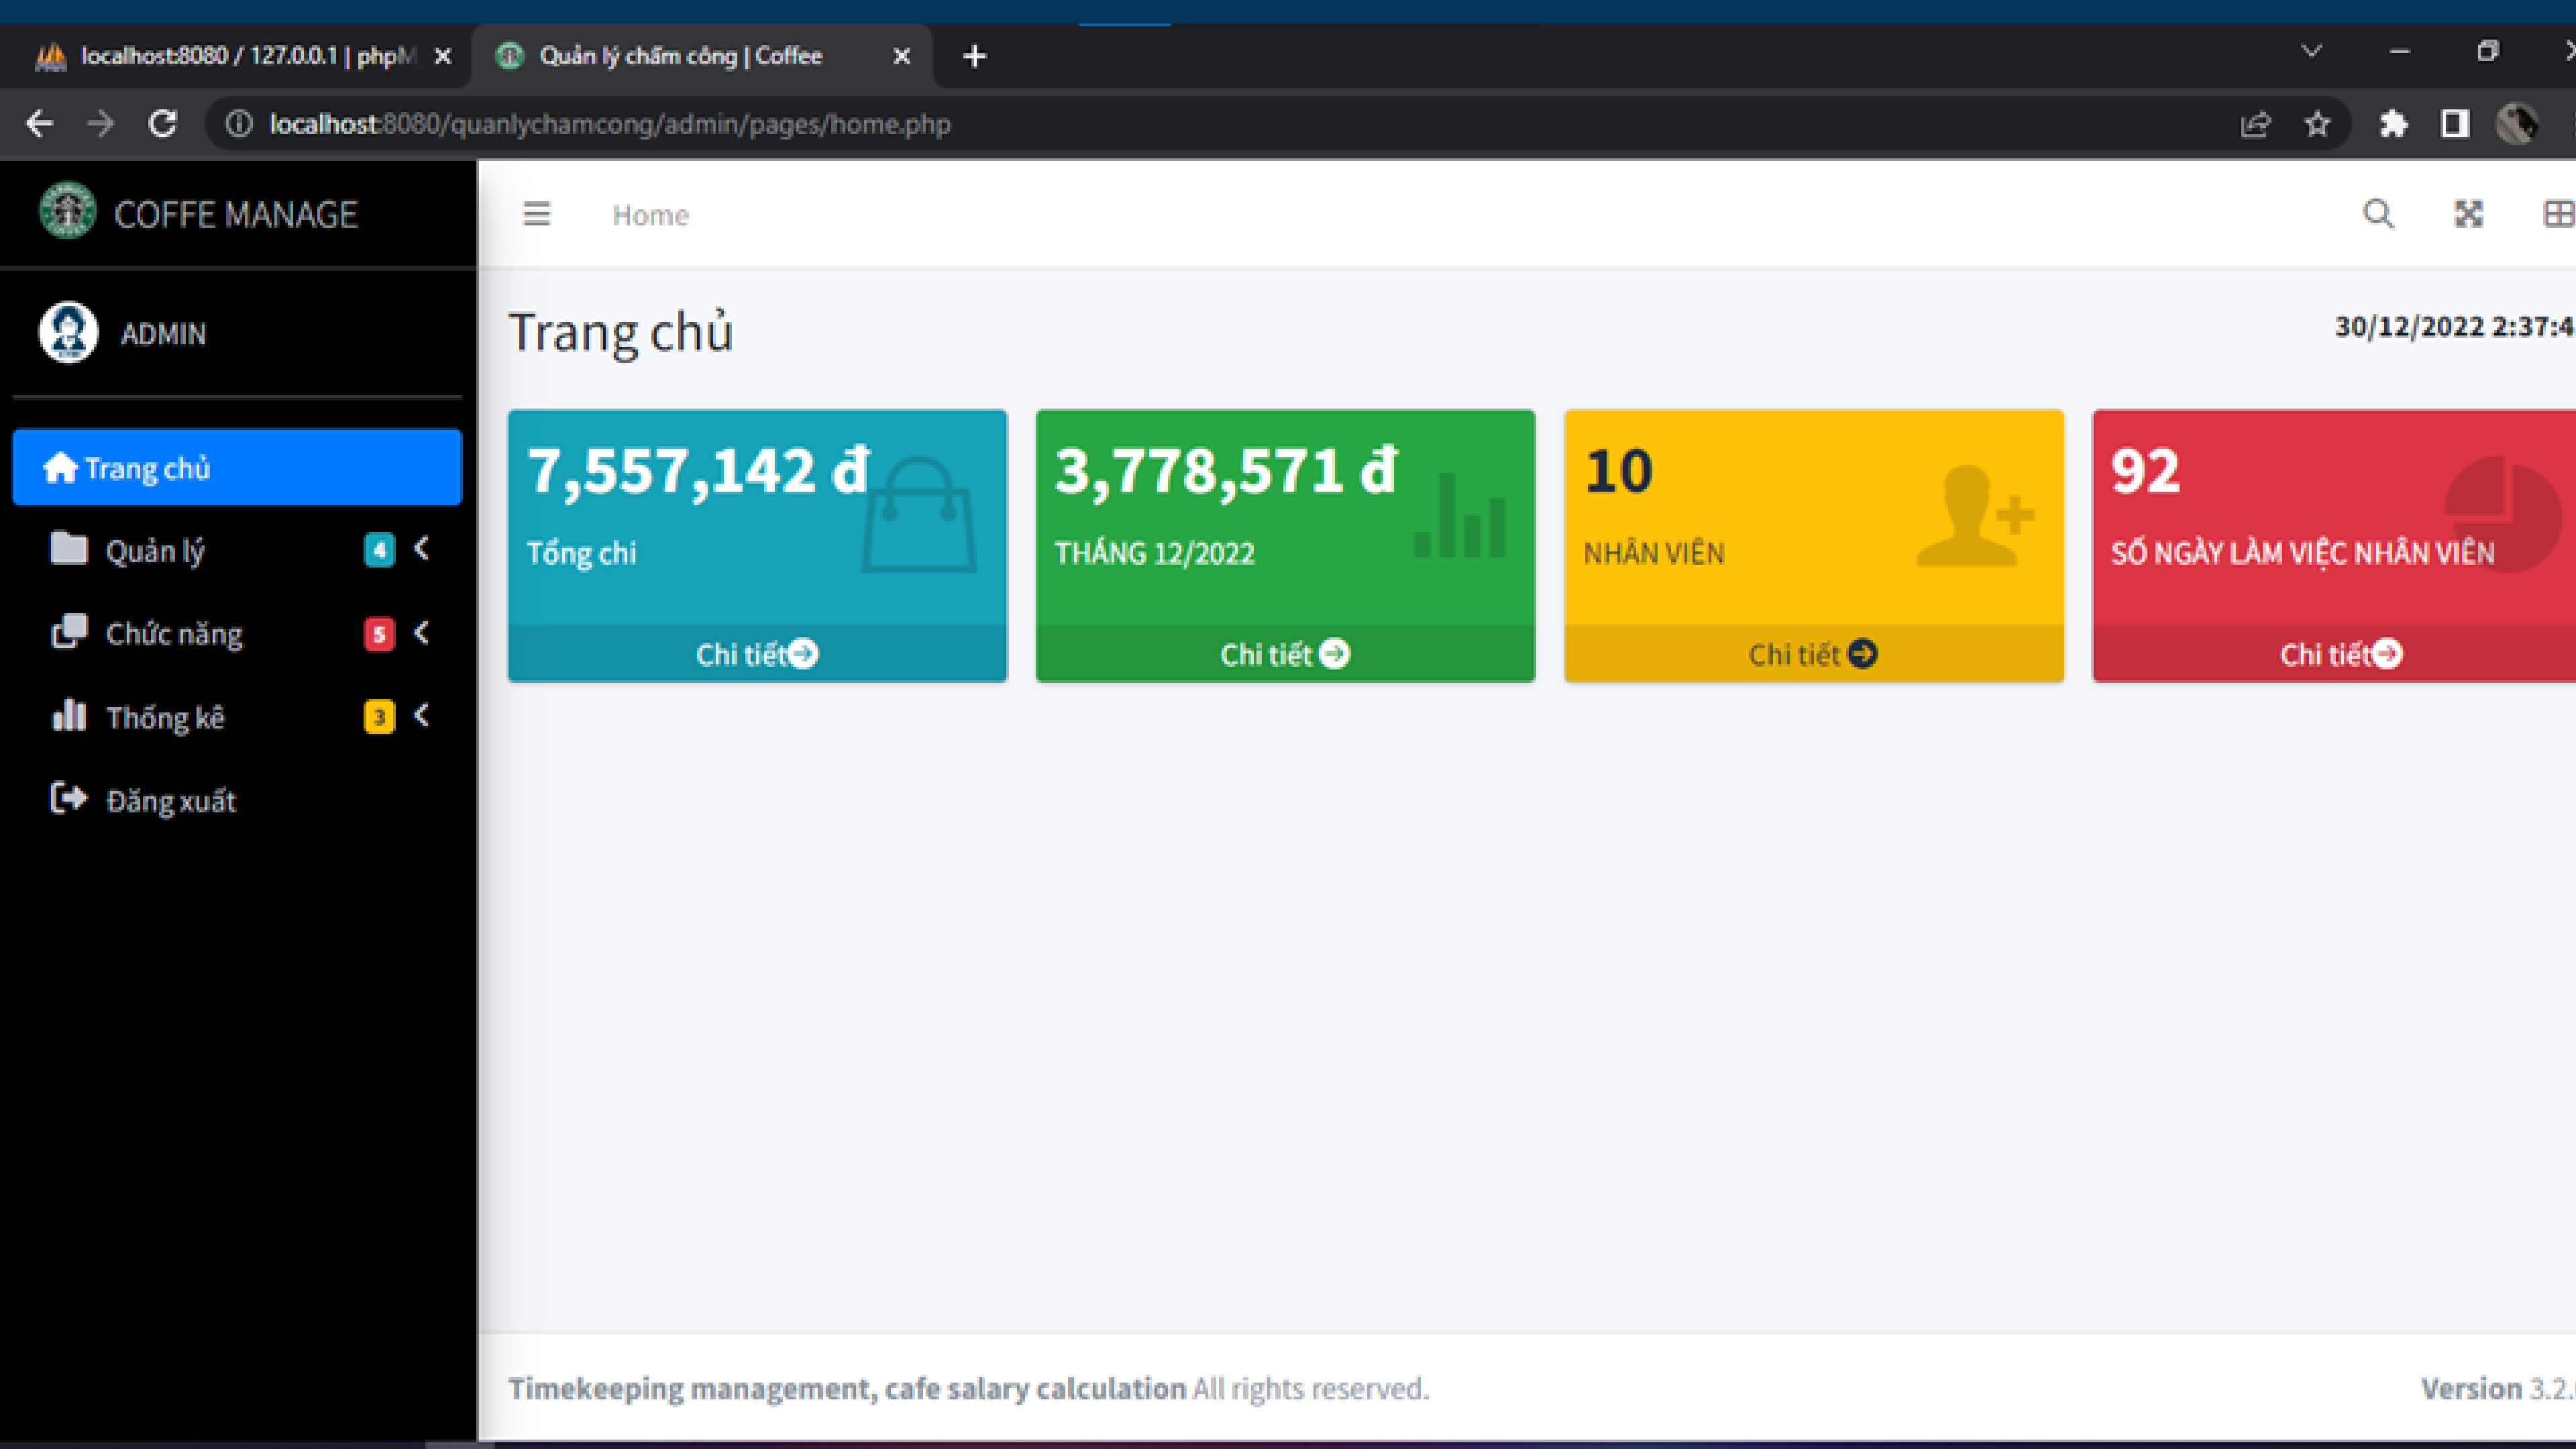 localhost:8080 / 127.0.0.1 | phpM
Quản lý chấm công | Coffee
localhost:8080/quanlychamcong/admin/pages/home.php
COFFE MANAGE
Home
ADMIN
Trang chủ
30/12/2022 2:37:4
Trang chủ
Quản lý 4
Chức năng 5
Thống kê 3
Đăng xuất
7,557,142 đ
Tổng chi
Chi tiết
3,778,571 đ
THÁNG 12/2022
Chi tiết
10
NHÂN VIÊN
Chi tiết
92
SỐ NGÀY LÀM VIỆC NHÂN VIÊN
Chi tiết
Timekeeping management, cafe salary calculation All rights reserved.
Version 3.2.